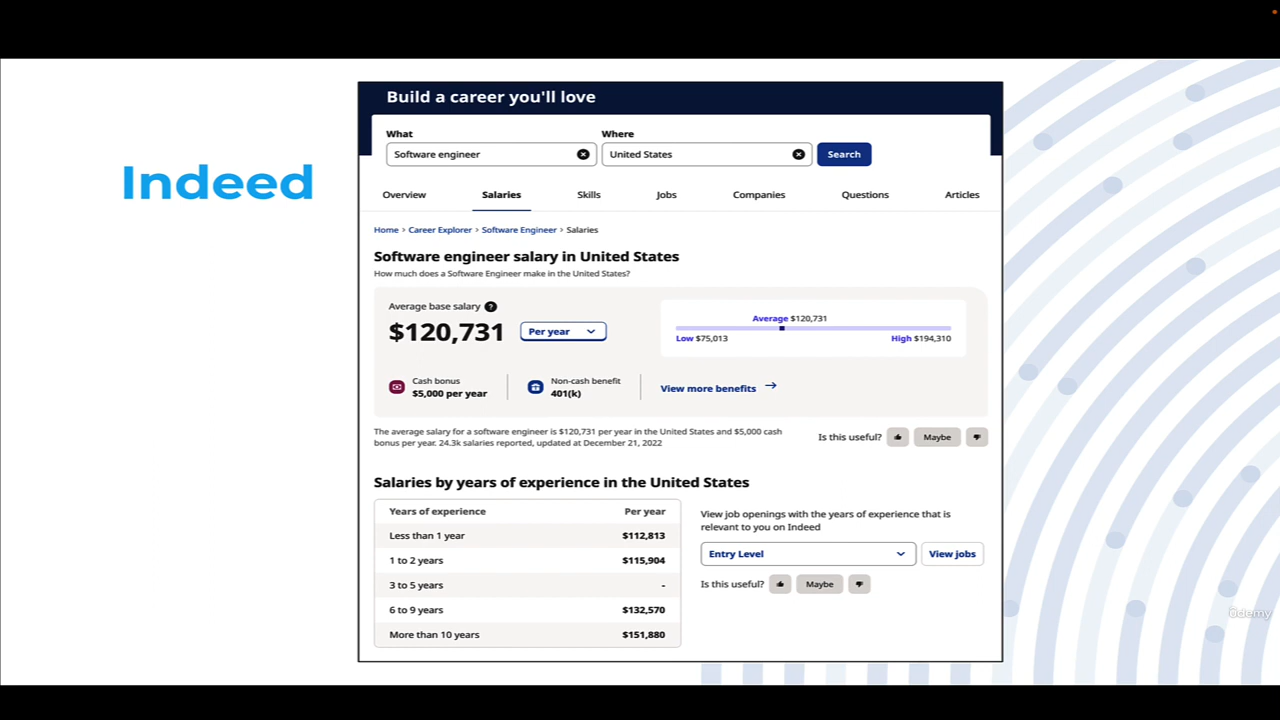 Indeed
Build a career you'll love
What
Where
Software engineer
United States
Search
Overview
Salaries
Skills
Jobs
Companies
Questions
Articles
Home > Career Explorer > Software Engineer > Salaries
Software engineer salary in United States
How much does a Software Engineer make in the United States?
Average base salary ?
$120,731
Per year
Average $120,731
Low $75,013
High $194,310
Cash bonus
$5,000 per year
Non-cash benefit
401(k)
View more benefits
The average salary for a software engineer is $120,731 per year in the United States and $5,000 cash
bonus per year. 24.3k salaries reported, updated at December 21, 2022
Is this useful?
Maybe
Salaries by years of experience in the United States
Years of experience Per year
Less than 1 year $112,813
1 to 2 years $115,904
3 to 5 years -
6 to 9 years $132,570
More than 10 years $151,880
View job openings with the years of experience that is
relevant to you on Indeed
Entry Level
View jobs
Is this useful?
Maybe
ûdemy